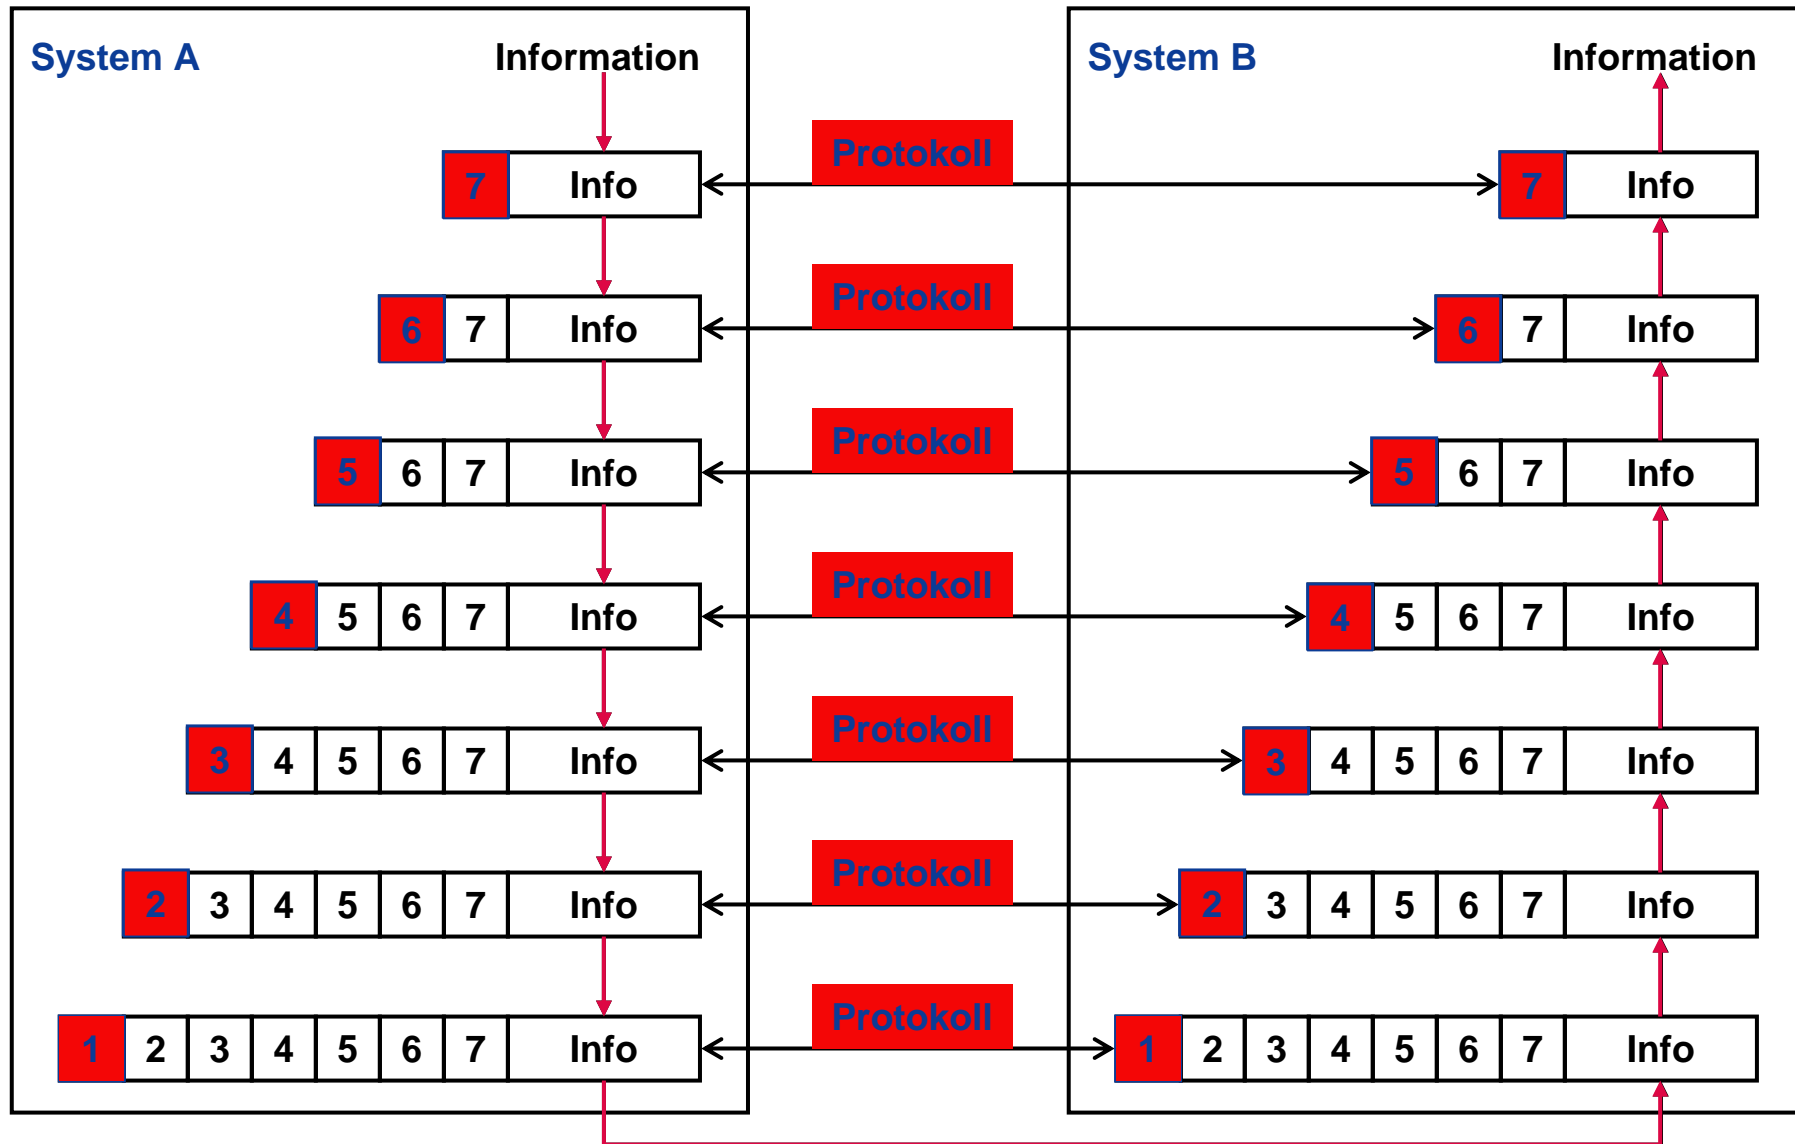 System A Information System B Information
Protokoll
7 Info 7 Info
Protokoll
6 7 Info 6 7 Info
Protokoll
5 6 7 Info 5 6 7 Info
Protokoll
4 5 6 7 Info 4 5 6 7 Info
Protokoll
3 4 5 6 7 Info 3 4 5 6 7 Info
Protokoll
2 3 4 5 6 7 Info 2 3 4 5 6 7 Info
Protokoll
1 2 3 4 5 6 7 Info 1 2 3 4 5 6 7 Info